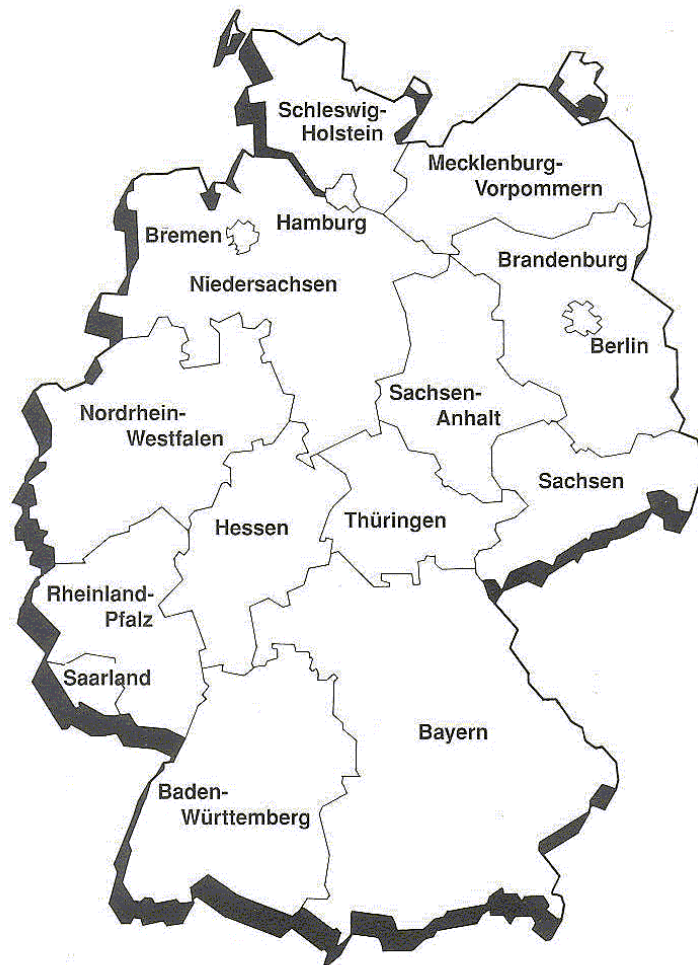 Schleswig-
Holstein
Mecklenburg-
Vorpommern
Hamburg
Bremen
Niedersachsen
Brandenburg
Berlin
Sachsen-
Anhalt
Nordrhein-
Westfalen
Sachsen
Hessen
Thüringen
Rheinland-
Pfalz
Saarland
Bayern
Baden-
Württemberg